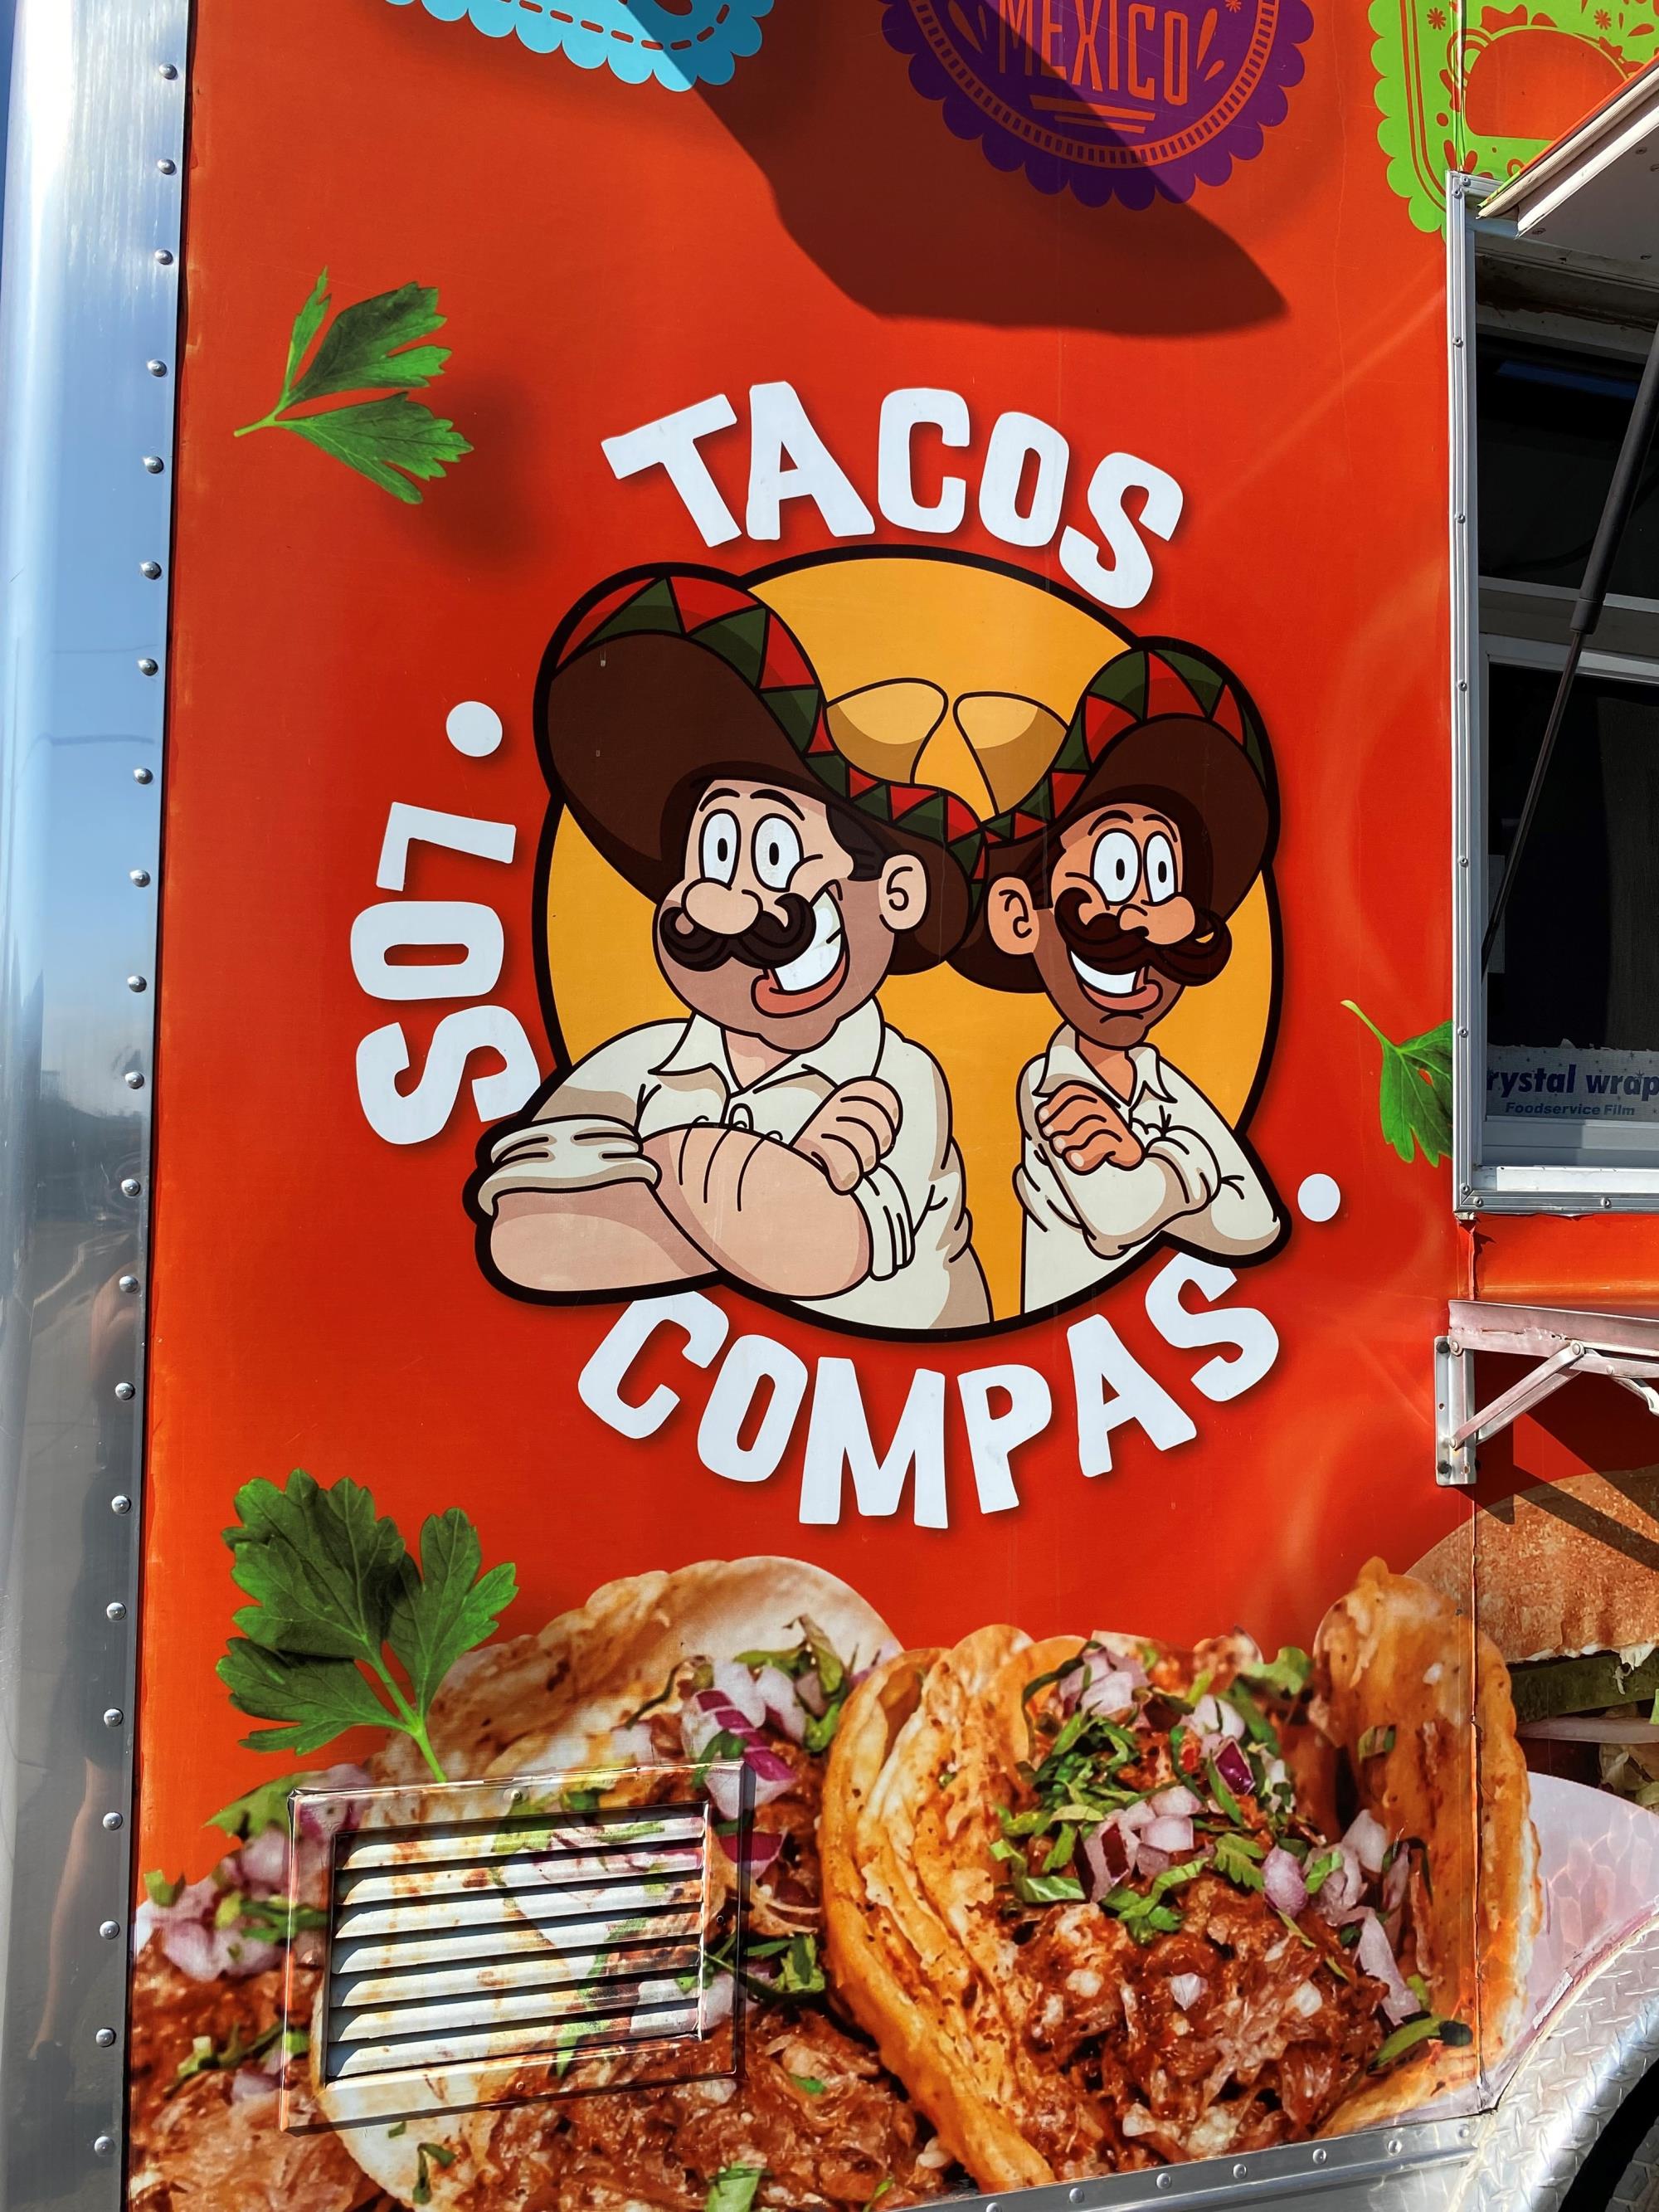 MEXICO
TACOS
LOS
COMPAS
rystal wrap
Foodservice Film